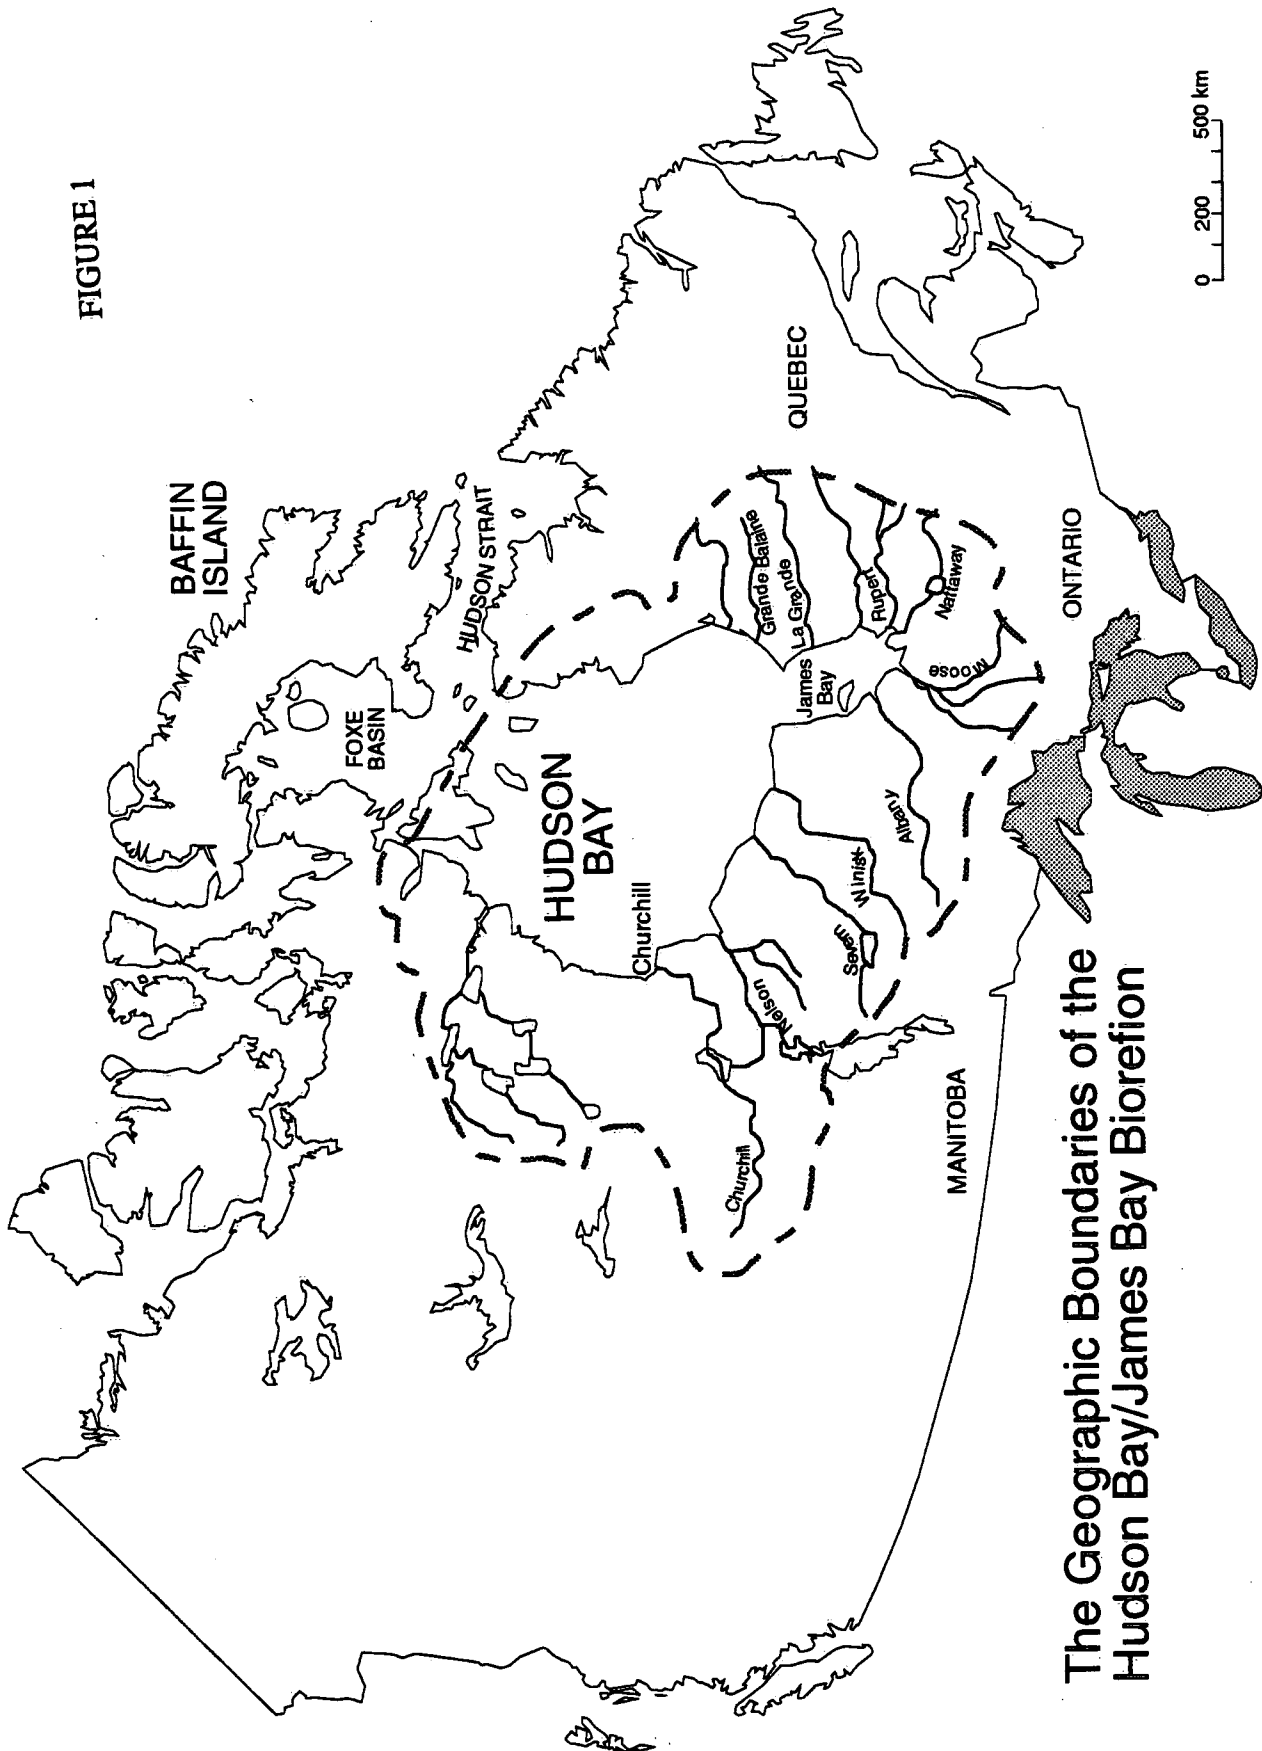 FIGURE 1
BAFFIN
ISLAND
FOXE
BASIN
HUDSON STRAIT
HUDSON
BAY
Churchill
James
Bay
QUEBEC
Grande Balaine
La Grande
Rupert
Nattaway
Moose
Albany
Winisk
Severn
Nelson
Churchill
MANITOBA
ONTARIO
0 200 500 km
The Geographic Boundaries of the
Hudson Bay/James Bay Biorefion